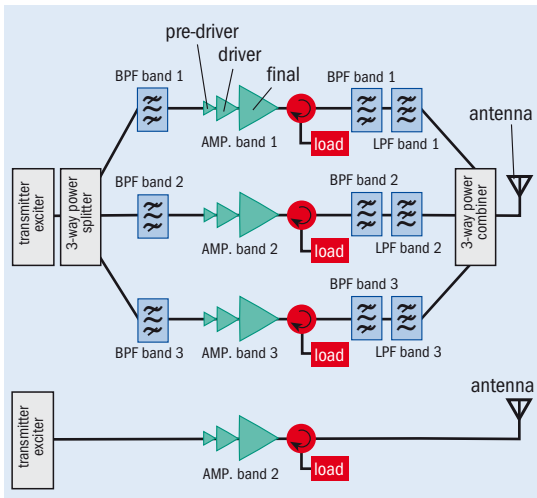 pre-driver
driver
final
BPF band 1
BPF band 1
antenna
AMP. band 1
load
LPF band 1
transmitter
exciter
3-way power
splitter
BPF band 2
BPF band 2
3-way power
combiner
AMP. band 2
load
LPF band 2
BPF band 3
BPF band 3
AMP. band 3
load
LPF band 3
antenna
transmitter
exciter
AMP. band 2
load